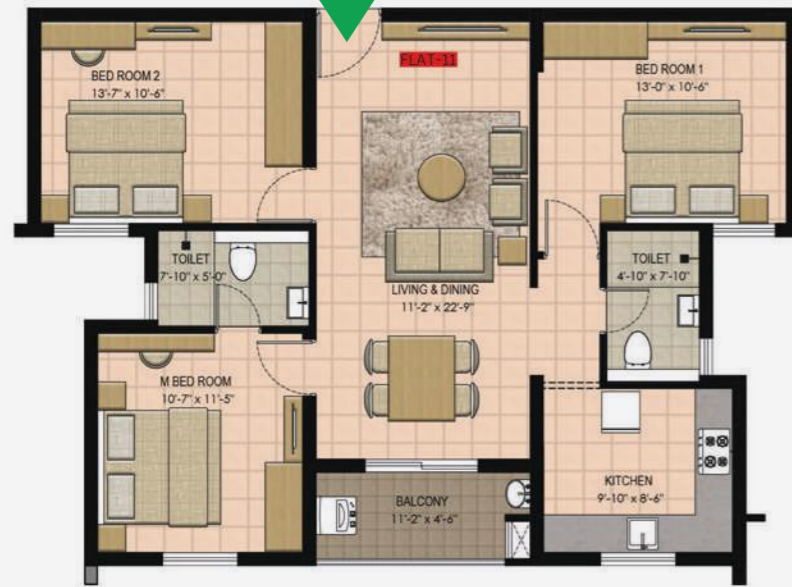 FLAT-11
BED ROOM 2
13'-7" x 10'-6"
BED ROOM 1
13'-0" x 10'-6"
TOILET
7'-10" x 5'-0"
TOILET
4'-10" x 7'-10"
LIVING & DINING
11'-2" x 22'-9"
M BED ROOM
10'-7" x 11'-5"
KITCHEN
9'-10" x 8'-6"
BALCONY
11'-2" x 4'-6"